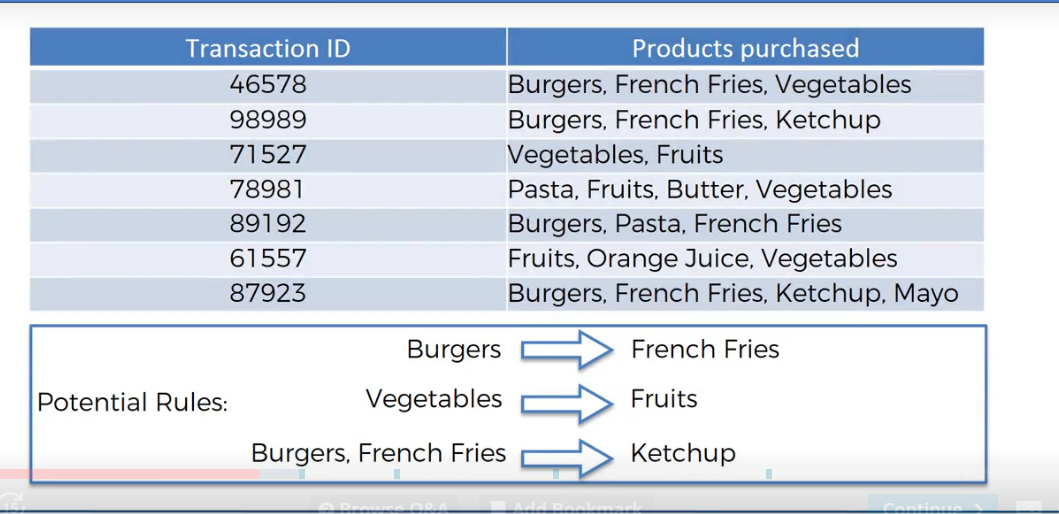 Transaction ID Products purchased
46578 Burgers, French Fries, Vegetables
98989 Burgers, French Fries, Ketchup
71527 Vegetables, Fruits
78981 Pasta, Fruits, Butter, Vegetables
89192 Burgers, Pasta, French Fries
61557 Fruits, Orange Juice, Vegetables
87923 Burgers, French Fries, Ketchup, Mayo
Burgers French Fries
Potential Rules: Vegetables Fruits
Burgers, French Fries Ketchup
15 Browse Q&A Add Bookmark Continue